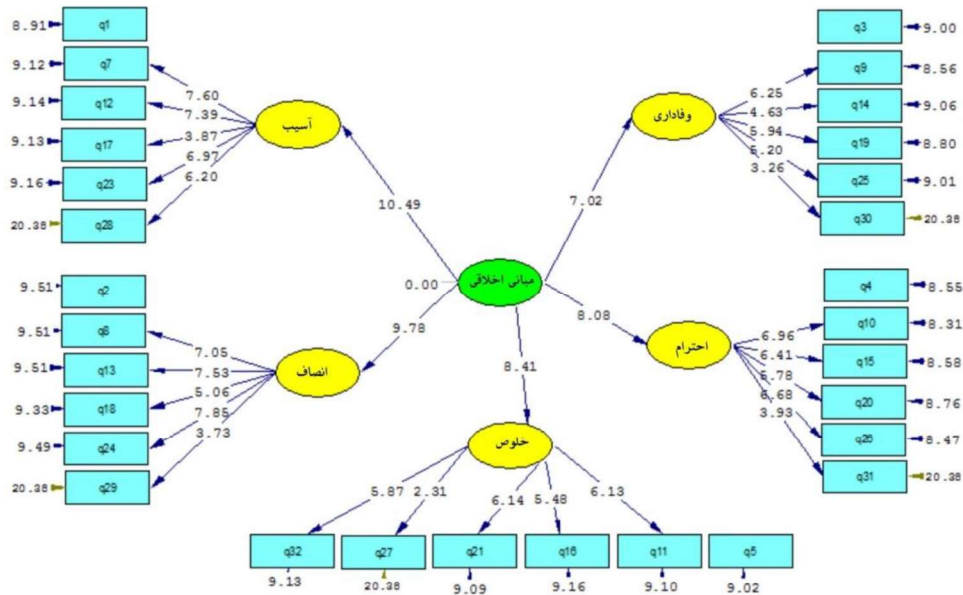 8.91 q1
9.12 q7
9.14 q12
9.13 q17
9.16 q23
20.38 q28
7.60
7.39
3.87
6.97
6.20
آسیب
10.49
q3 9.00
q9 8.56
q14 9.06
q19 8.80
q25 9.01
q30 20.38
6.25
4.63
5.94
5.20
3.26
وفاداری
7.02
0.00
مبانی اخلاقی
9.51 q2
9.51 q8
9.51 q13
9.33 q18
9.49 q24
20.38 q29
7.05
7.53
5.06
7.85
3.73
انصاف
9.78
q4 8.55
q10 8.31
q15 8.58
q20 8.76
q26 8.47
q31 20.38
6.96
6.41
5.78
6.68
3.93
احترام
8.08
8.41
خلوص
5.87 2.31 6.14 5.48 6.13
q32 q27 q21 q16 q11 q5
9.13 20.38 9.09 9.16 9.10 9.02